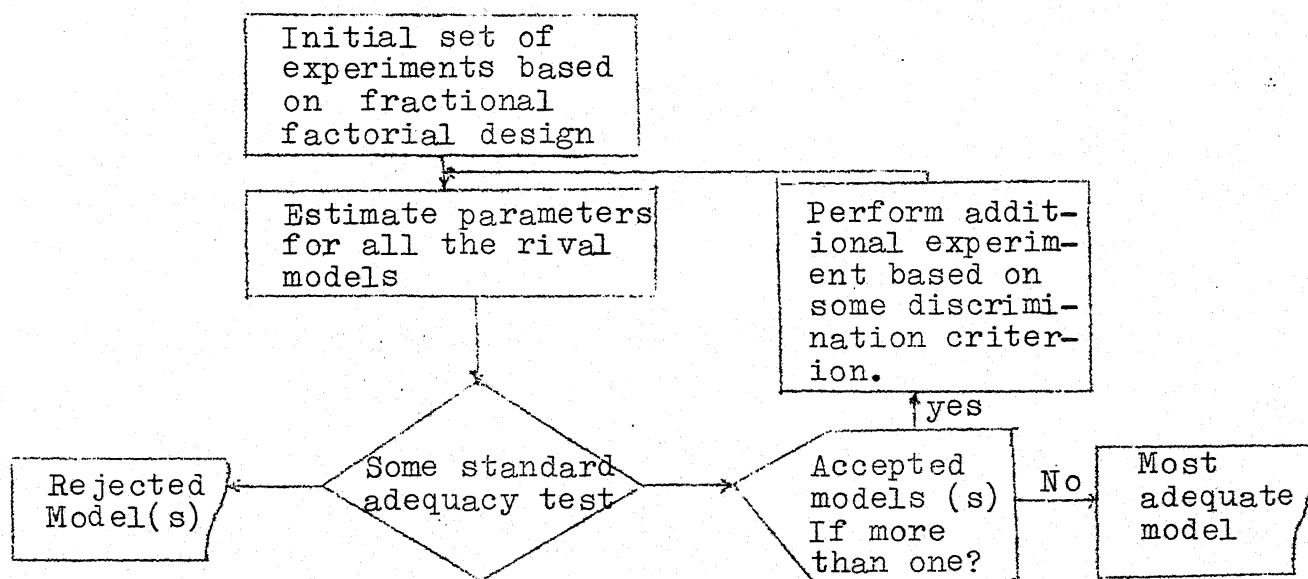 Initial set of
experiments based
on fractional
factorial design
Estimate parameters
for all the rival
models
Perform addit-
ional experim-
ent based on
some discrimi-
nation criter-
ion.
yes
Some standard
adequacy test
Rejected
Model(s)
Accepted
models (s)
If more
than one?
No
Most
adequate
model